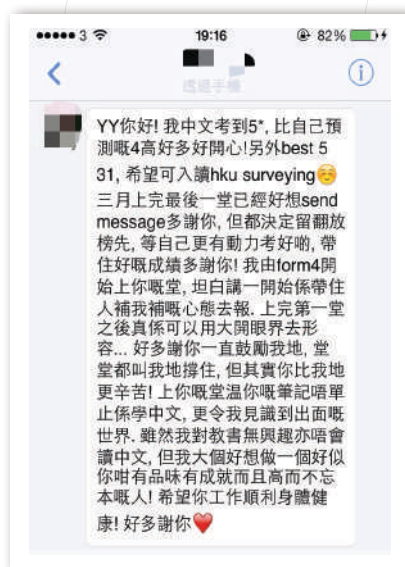 3 19:16 82%
透過手機
YY你好! 我中文考到5*, 比自己預
測嘅4高好多好開心!另外best 5
31, 希望可入讀hku surveying☺️
三月上完最後一堂已經好想send
message多謝你, 但都決定留翻放
榜先, 等自己更有動力考好啲, 帶
住好嘅成績多謝你! 我由form4開
始上你嘅堂, 坦白講一開始係帶住
人補我補嘅心態去報. 上完第一堂
之後真係可以用大開眼界去形
容... 好多謝你一直鼓勵我地, 堂
堂都叫我地撐住, 但其實你比我地
更辛苦! 上你嘅堂温你嘅筆記唔單
止係學中文, 更令我見識到出面嘅
世界. 雖然我對教書無興趣亦唔會
讀中文, 但我大個好想做一個好似
你咁有品味有成就而且高而不忘
本嘅人! 希望你工作順利身體健
康! 好多謝你❤️